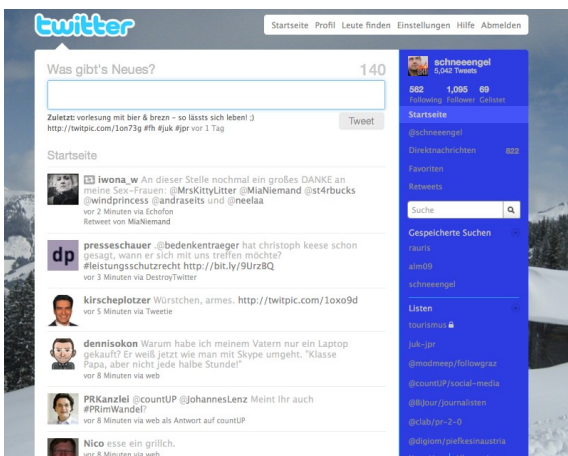 twitter
Startseite Profil Leute finden Einstellungen Hilfe Abmelden
Was gibt's Neues?
140
Zuletzt: vorlesung mit bier & brezn – so lässts sich leben! ;)
http://twitpic.com/1on73g #fh #juk #jpr vor 1 Tag
Tweet
Startseite
iwona_w An dieser Stelle nochmal ein großes DANKE an
meine Sex-Frauen: @MrsKittyLitter @MiaNiemand @st4rbucks
@windprincess @andraseits und @neelaa
vor 2 Minuten via Echofon
Retweet von MiaNiemand
dp
presseschauer .@bedenkentraeger hat christoph keese schon
gesagt, wann er sich mit uns treffen möchte?
#leistungsschutzrecht http://bit.ly/9UrzBQ
vor 3 Minuten via DestroyTwitter
kirscheplotzer Würstchen, armes. http://twitpic.com/1oxo9d
vor 5 Minuten via Tweetie
dennisokon Warum habe ich meinem Vatern nur ein Laptop
gekauft? Er weiß jetzt wie man mit Skype umgeht. "Klasse
Papa, aber nicht jede halbe Stunde!"
vor 8 Minuten via web
PRKanzlei @countUP @JohannesLenz Meint Ihr auch
#PRimWandel?
vor 8 Minuten via web als Antwort auf countUP
Nico esse ein grilich.
vor 8 Minuten via web
schneeengel
5,042 Tweets
562 1,095 69
Following Follower Gelistet
Startseite
@schneeengel
Direktnachrichten 822
Favoriten
Retweets
Suche
Gespeicherte Suchen
rauris
alm09
schneeengel
Listen
tourismus
juk-jpr
@modmeep/followgraz
@countUP/social-media
@BiJour/journalisten
@clab/pr-2-0
@digiom/piefkesinaustria